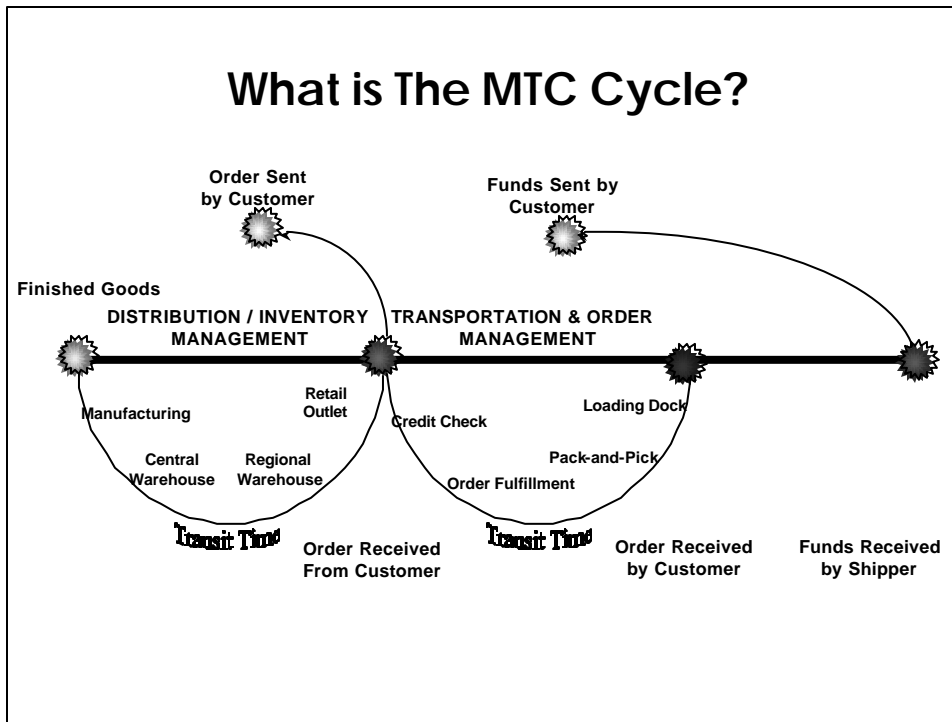 What is The MTC Cycle?
Order Sent
by Customer
Funds Sent by
Customer
Finished Goods
DISTRIBUTION / INVENTORY
MANAGEMENT
TRANSPORTATION & ORDER
MANAGEMENT
Manufacturing
Central
Warehouse
Regional
Warehouse
Retail
Outlet
Transit Time
Credit Check
Order Fulfillment
Pack-and-Pick
Loading Dock
Transit Time
Order Received
From Customer
Order Received
by Customer
Funds Received
by Shipper